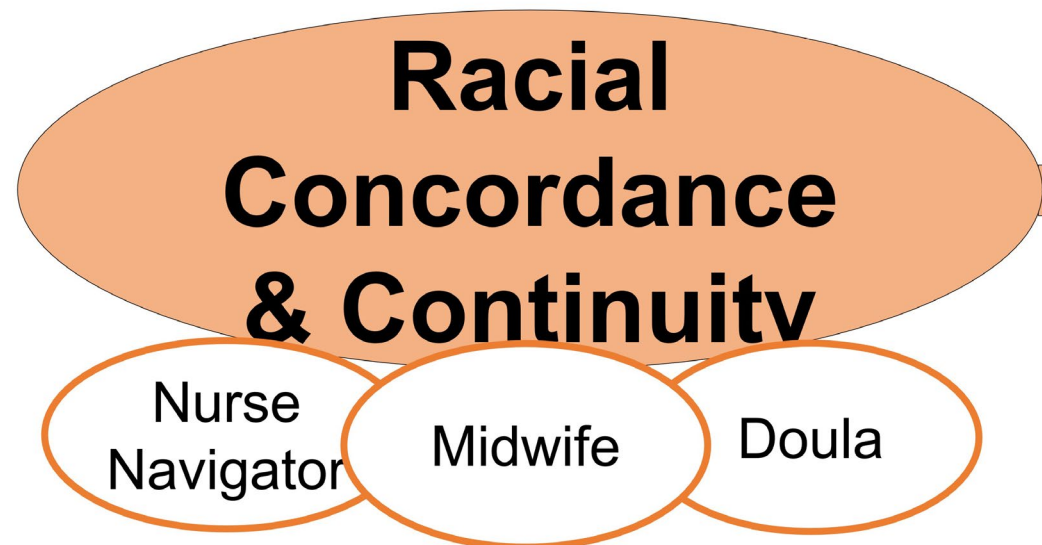 Racial
Concordance
& Continuity
Nurse
Navigator
Midwife
Doula